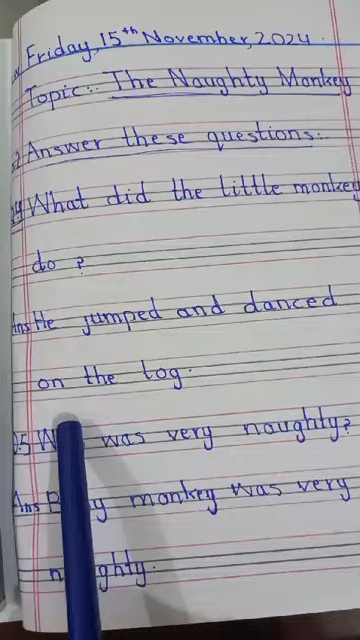 Friday, 15th November, 2024.
Topic:- The Naughty Monkey
Answer these questions:-
What did the little monkey
do ?
Ans He jumped and danced
on the log.
was very naughty?
Ans monkey was very
naughty.